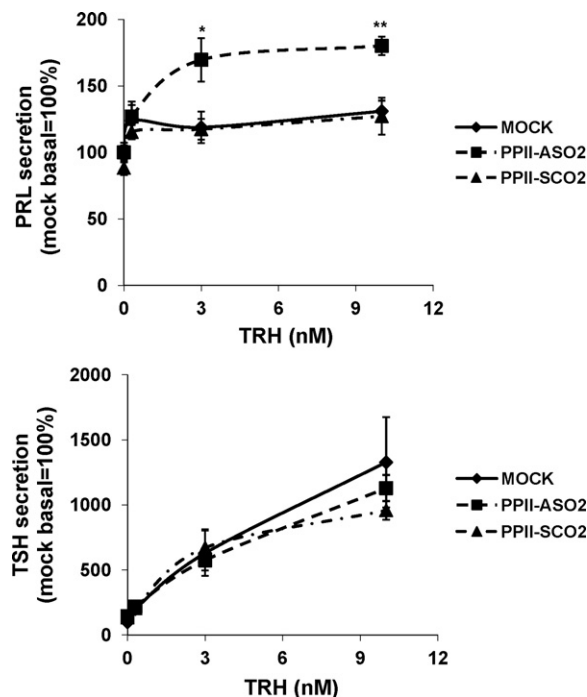 PRL secretion
(mock basal=100%)
200
150
100
50
0
* **
0 3 6 9 12
TRH (nM)
MOCK
PPII-ASO2
PPII-SCO2
TSH secretion
(mock basal=100%)
2000
1500
1000
500
0
0 3 6 9 12
TRH (nM)
MOCK
PPII-ASO2
PPII-SCO2